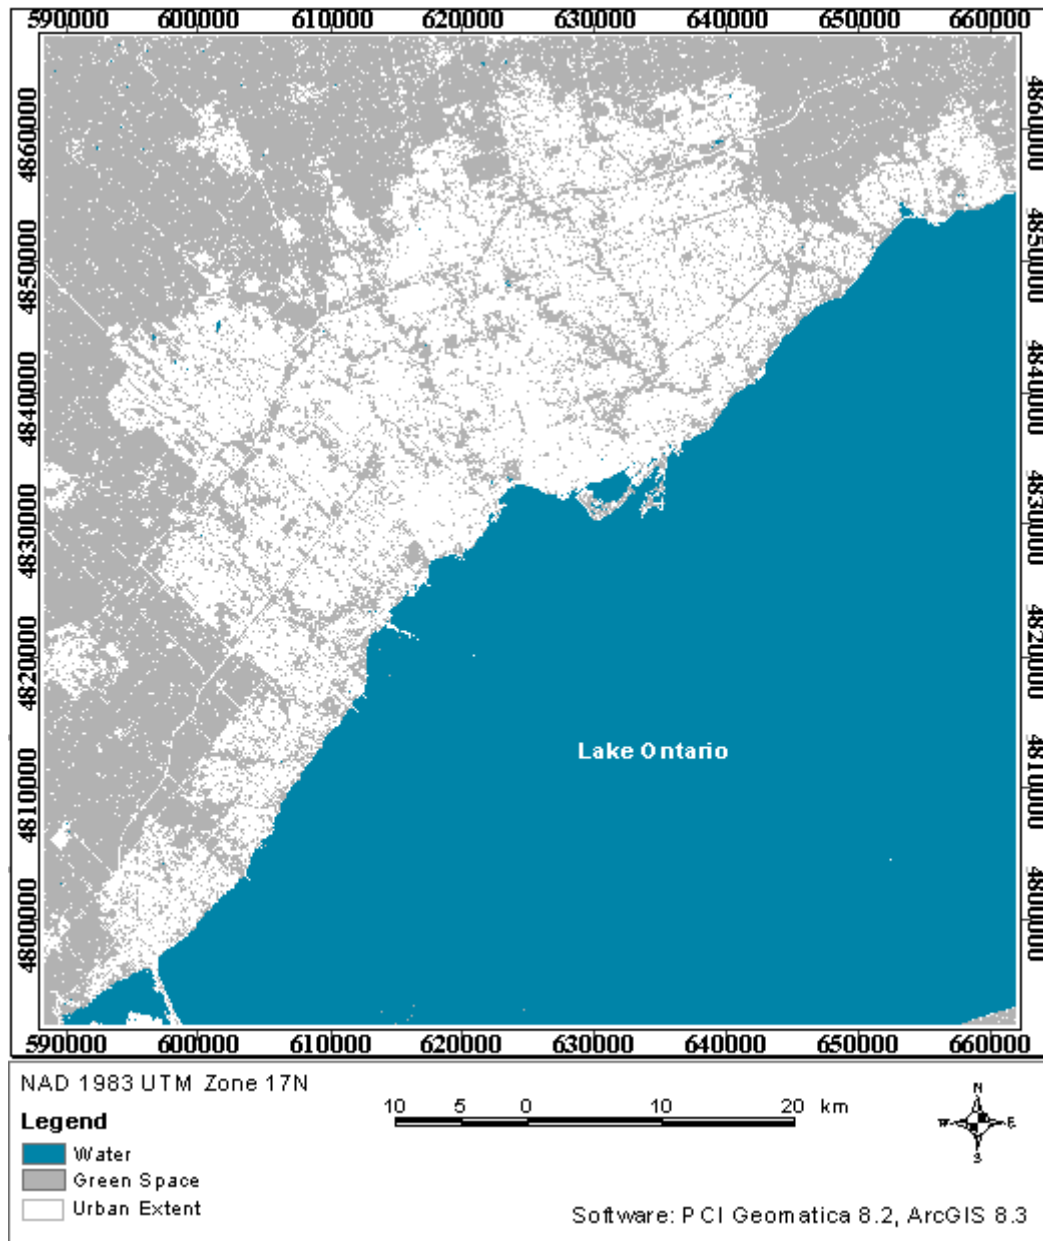 590000 600000 610000 620000 630000 640000 650000 660000
4860000 4860000
4850000 4850000
4840000 4840000
4830000 4830000
4820000 4820000
Lake Ontario
4810000 4810000
4800000 4800000
590000 600000 610000 620000 630000 640000 650000 660000
NAD 1983 UTM Zone 17N
10 5 0 10 20 km
N
W E
S
Legend
Water
Green Space
Urban Extent
Software: PCI Geomatica 8.2, ArcGIS 8.3